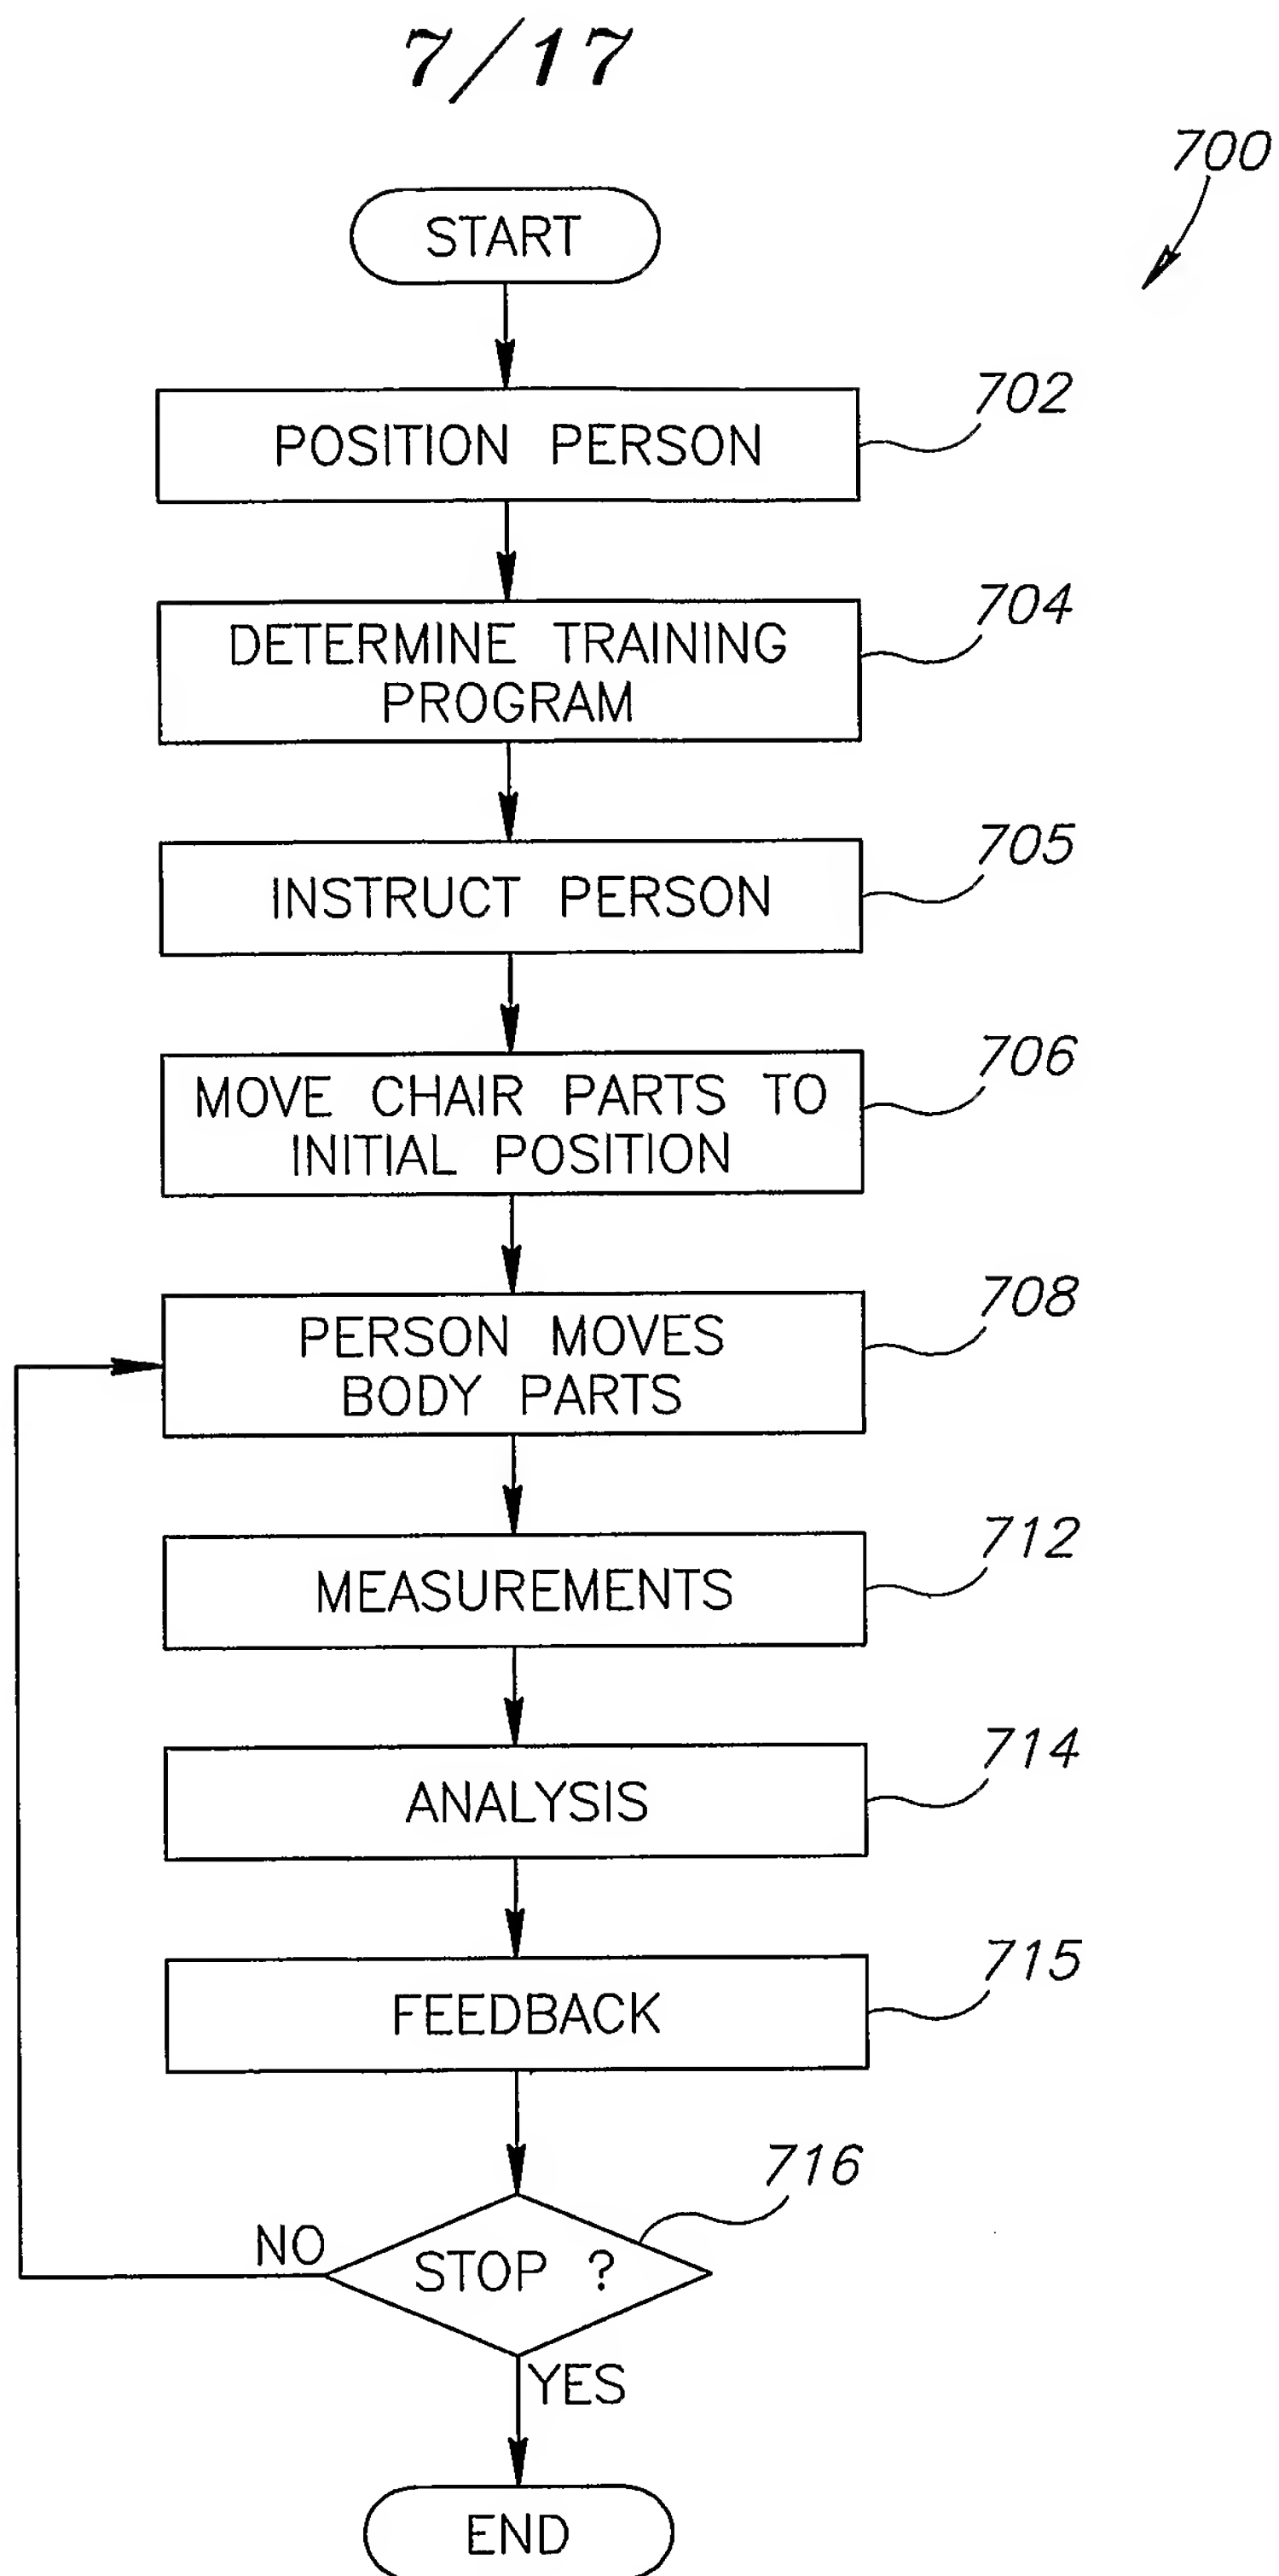 7/17
700
START
POSITION PERSON
702
DETERMINE TRAINING
PROGRAM
704
INSTRUCT PERSON
705
MOVE CHAIR PARTS TO
INITIAL POSITION
706
PERSON MOVES
BODY PARTS
708
MEASUREMENTS
712
ANALYSIS
714
FEEDBACK
715
STOP ?
716
NO
YES
END